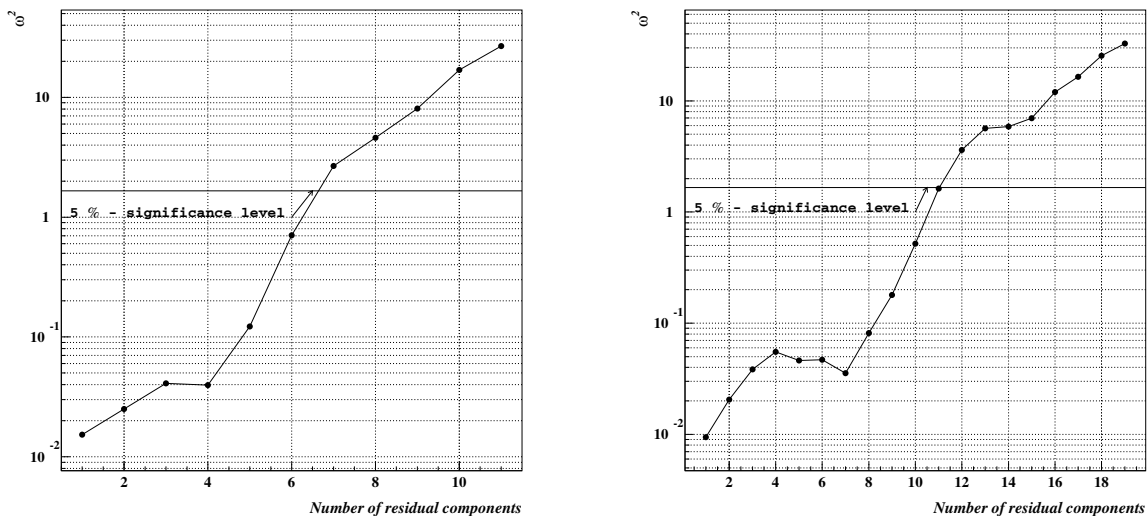 ω²
10
1
10 -1
10 -2
5 % - significance level
2 4 6 8 10
Number of residual components
ω²
10
1
10 -1
10 -2
5 % - significance level
2 4 6 8 10 12 14 16 18
Number of residual components